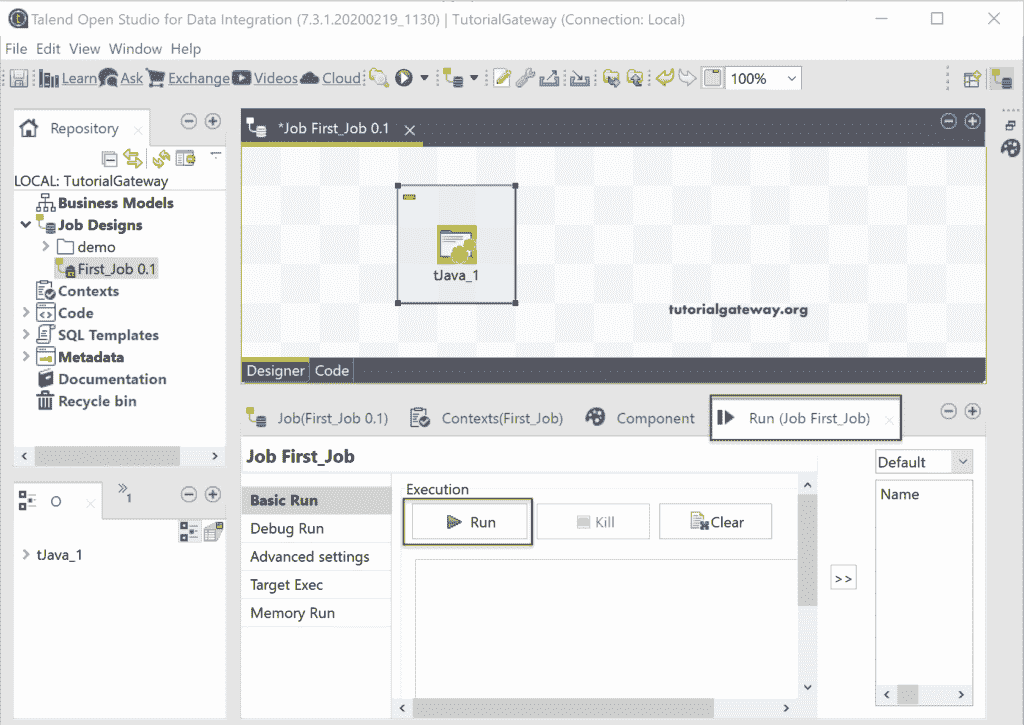 Talend Open Studio for Data Integration (7.3.1.20200219_1130) | TutorialGateway (Connection: Local)
File Edit View Window Help
Learn Ask Exchange Videos Cloud 100%
Repository
LOCAL: TutorialGateway
Business Models
Job Designs
demo
First_Job 0.1
Contexts
Code
SQL Templates
Metadata
Documentation
Recycle bin
*Job First_Job 0.1
tJava_1
tutorialgateway.org
Designer Code
O
1
tJava_1
Job(First_Job 0.1) Contexts(First_Job) Component Run (Job First_Job)
Job First_Job
Basic Run
Debug Run
Advanced settings
Target Exec
Memory Run
Execution
Run Kill Clear
>>
Default
Name